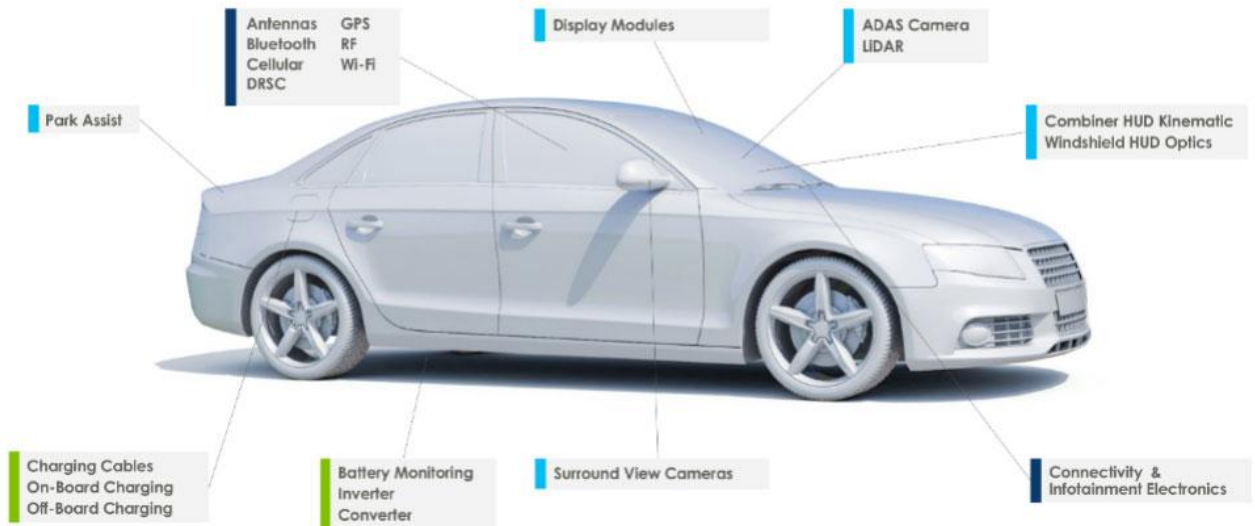 Antennas GPS
Bluetooth RF
Cellular Wi-Fi
DRSC
Display Modules
ADAS Camera
LiDAR
Park Assist
Combiner HUD Kinematic
Windshield HUD Optics
Charging Cables
On-Board Charging
Off-Board Charging
Battery Monitoring
Inverter
Converter
Surround View Cameras
Connectivity &
Infotainment Electronics